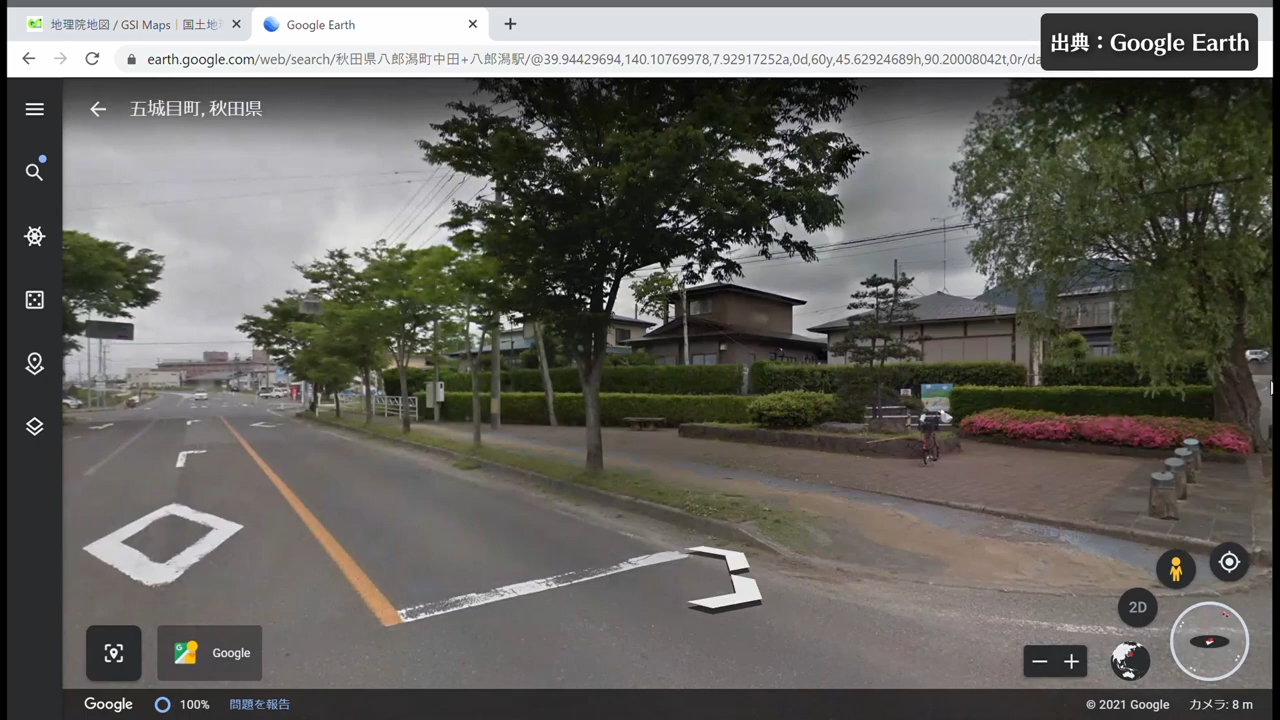 地理院地図 / GSI Maps｜国土地
Google Earth
出典：Google Earth
earth.google.com/web/search/秋田県八郎潟町中田+八郎潟駅/@39.94429694,140.10769978,7.92917252a,0d,60y,45.62924689h,90.20008042t,0r/da
五城目町, 秋田県
Google
2D
Google
100%
問題を報告
© 2021 Google
カメラ: 8 m